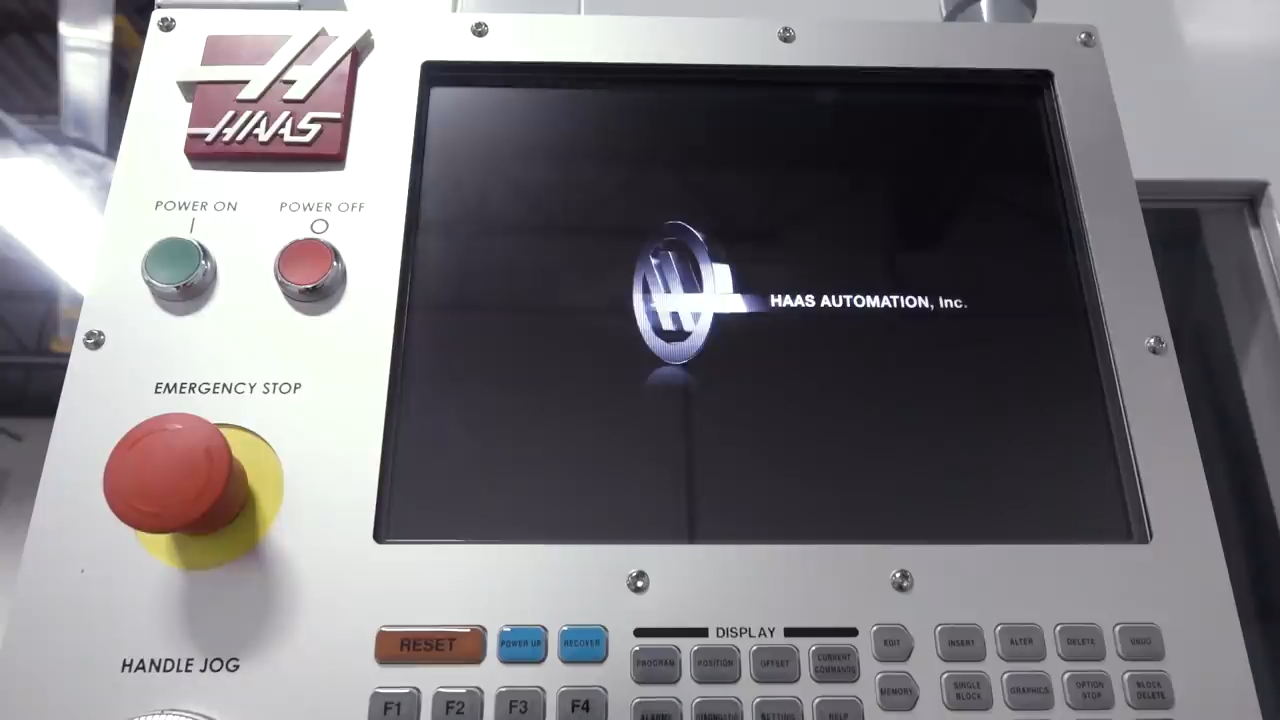 HAAS
POWER ON
POWER OFF
HAAS AUTOMATION, Inc.
EMERGENCY STOP
HANDLE JOG
RESET
POWER UP
RECOVER
DISPLAY
PROGRAM
POSITION
OFFSET
CURRENT
COMMANDS
EDIT
INSERT
ALTER
DELETE
UNDO
F1
F2
F3
F4
MEMORY
SINGLE
BLOCK
GRAPHICS
OPTION
STOP
BLOCK
DELETE